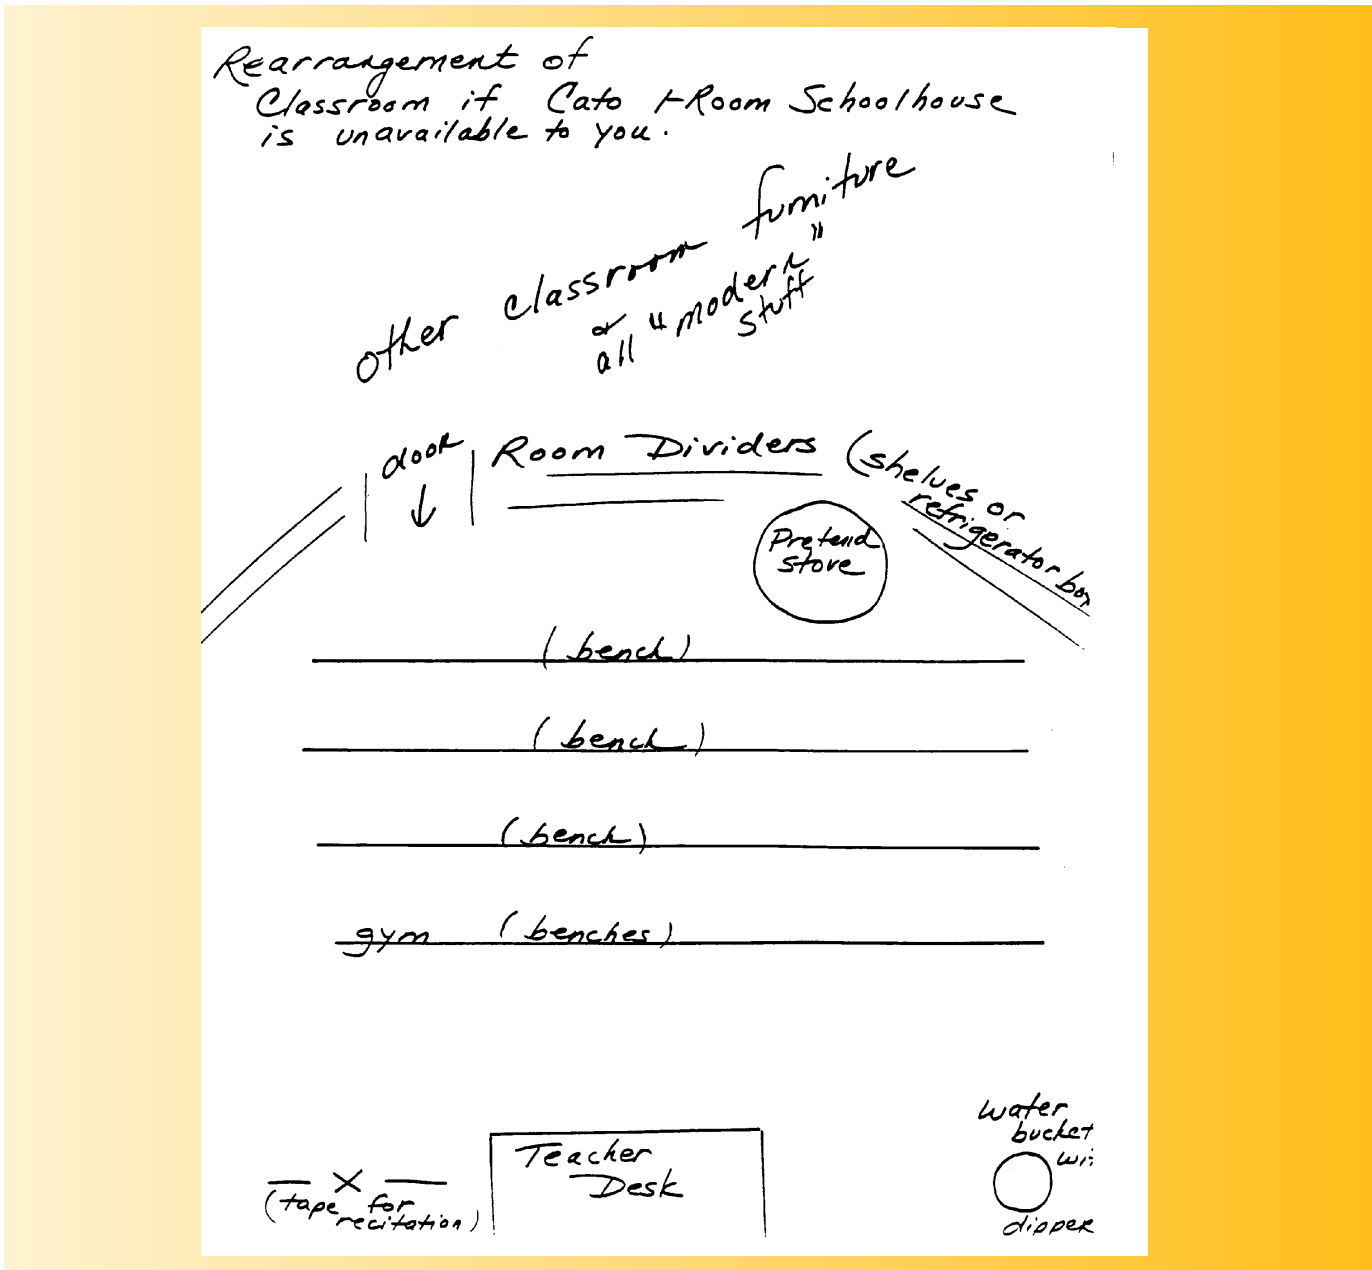 Rearrangement of
Classroom if Cato 1-Room Schoolhouse
is unavailable to you.
other classroom furniture
or
all "modern"
stuff
door
Room Dividers (shelves or
refrigerator box
Pretend
stove
(bench)
(bench)
(bench)
gym (benches)
water
bucket
wi
dipper
Teacher
Desk
X
(tape for
recitation)